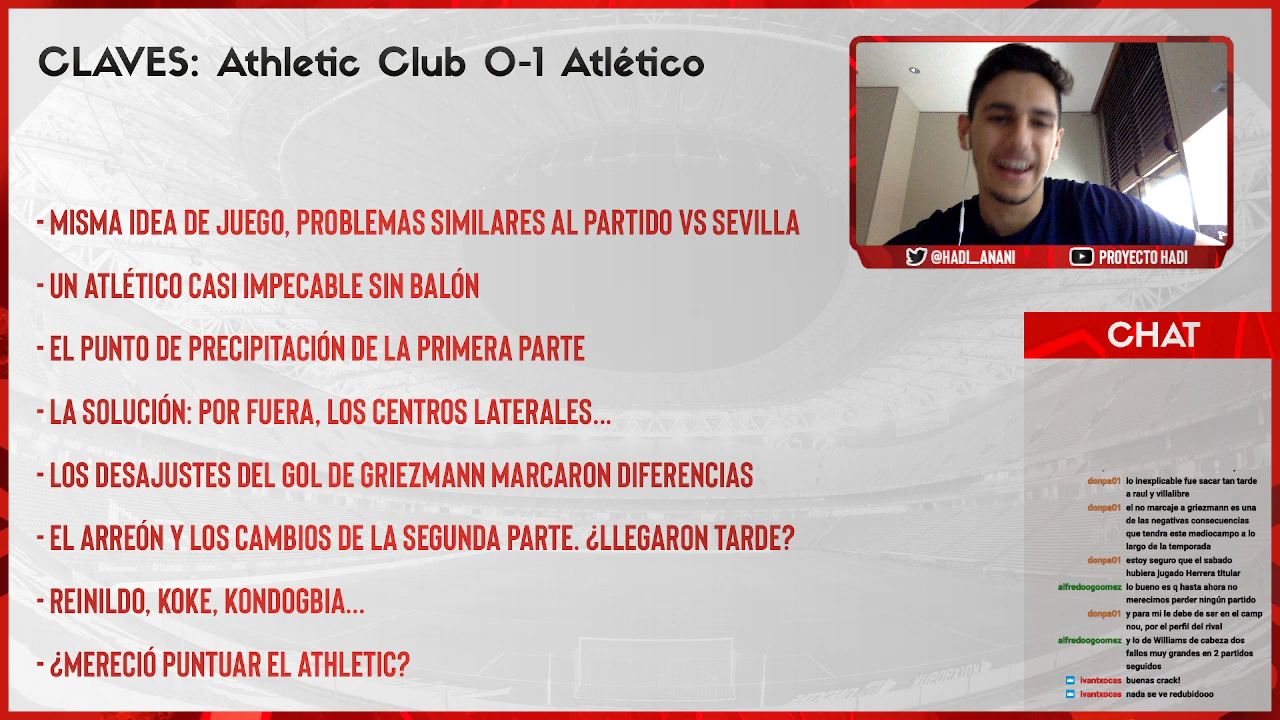 CLAVES: Athletic Club 0-1 Atlético
- MISMA IDEA DE JUEGO, PROBLEMAS SIMILARES AL PARTIDO VS SEVILLA
- UN ATLÉTICO CASI IMPECABLE SIN BALÓN
- EL PUNTO DE PRECIPITACIÓN DE LA PRIMERA PARTE
- LA SOLUCIÓN: POR FUERA, LOS CENTROS LATERALES...
- LOS DESAJUSTES DEL GOL DE GRIEZMANN MARCARON DIFERENCIAS
- EL ARREÓN Y LOS CAMBIOS DE LA SEGUNDA PARTE. ¿LLEGARON TARDE?
- REINILDO, KOKE, KONDOGBIA...
- ¿MERECIÓ PUNTUAR EL ATHLETIC?
@HADI_ANANI PROYECTO HADI
CHAT
donpa01 lo inexplicable fue sacar tan tarde
a raul y villalibre
donpa01 el no marcaje a griezmann es una
de las negativas consecuencias
que tendra este mediocampo a lo
largo de la temporada
donpa01 estoy seguro que el sabado
hubiera jugado Herrera titular
alfredoogoomez lo bueno es q hasta ahora no
merecimos perder ningún partido
donpa01 y para mi le debe de ser en el camp
nou, por el perfil del rival
alfredoogoomez y lo de Williams de cabeza dos
fallos muy grandes en 2 partidos
seguidos
ivantxocas buenas crack!
ivantxocas nada se ve redubidooo